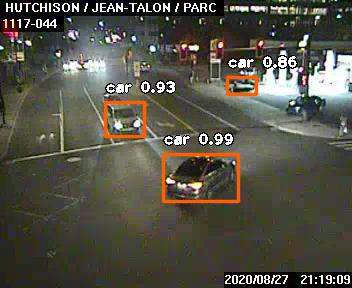 HUTCHISON / JEAN-TALON / PARC
1117-044
car 0.86
car 0.93
car 0.99
2020/08/27 21:19:09